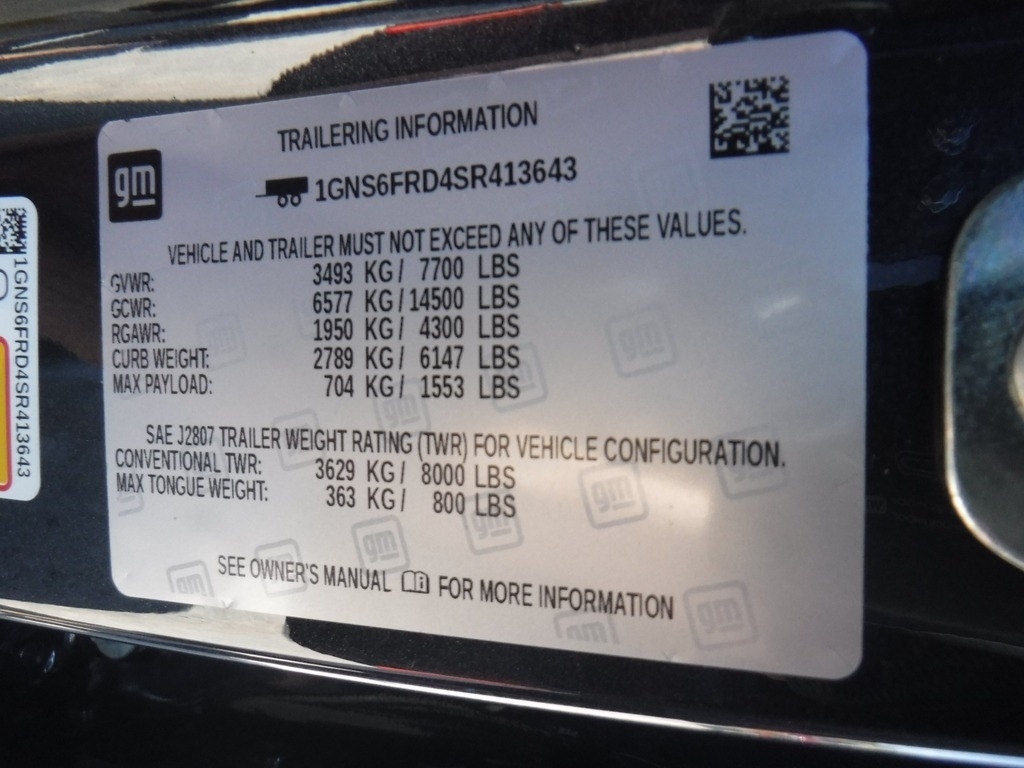 gm
TRAILERING INFORMATION
1GNS6FRD4SR413643
VEHICLE AND TRAILER MUST NOT EXCEED ANY OF THESE VALUES.
GVWR: 3493 KG/ 7700 LBS
GCWR: 6577 KG/ 14500 LBS
RGAWR: 1950 KG/ 4300 LBS
CURB WEIGHT: 2789 KG/ 6147 LBS
MAX PAYLOAD: 704 KG/ 1553 LBS
SAE J2807 TRAILER WEIGHT RATING (TWR) FOR VEHICLE CONFIGURATION.
CONVENTIONAL TWR: 3629 KG/ 8000 LBS
MAX TONGUE WEIGHT: 363 KG/ 800 LBS
SEE OWNER'S MANUAL FOR MORE INFORMATION
1GNS6FRD4SR413643